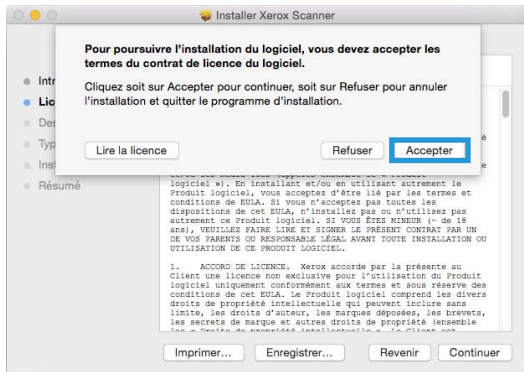 Installer Xerox Scanner
Pour poursuivre l'installation du logiciel, vous devez accepter les
termes du contrat de licence du logiciel.
Cliquez soit sur Accepter pour continuer, soit sur Refuser pour annuler
l'installation et quitter le programme d'installation.
Lire la licence
Refuser
Accepter
Intr
Lic
Des
Typ
Inst
Résumé
logiciel »). En installant et/ou en utilisant autrement le
Produit logiciel, vous acceptez d'être lié par les termes et
conditions de EULA. Si vous n'acceptez pas toutes les
dispositions de cet EULA, n'installez pas ou n'utilisez pas
autrement ce Produit logiciel. SI VOUS ÊTES MINEUR (- de 18
ans), VEUILLEZ FAIRE LIRE ET SIGNER LE PRÉSENT CONTRAT PAR UN
DE VOS PARENTS OU RESPONSABLE LÉGAL AVANT TOUTE INSTALLATION OU
UTILISATION DE CE PRODUIT LOGICIEL.
1. ACCORD DE LICENCE. Xerox accorde par la présente au
Client une licence non exclusive pour l'utilisation du Produit
logiciel uniquement conformément aux termes et sous réserve des
conditions de cet EULA. Le Produit logiciel comprend les divers
droits de propriété intellectuelle qui peuvent inclure sans
limite, les droits d'auteur, les marques déposées, les brevets,
les secrets de marque et autres droits de propriété (ensemble
Imprimer...
Enregistrer...
Revenir
Continuer